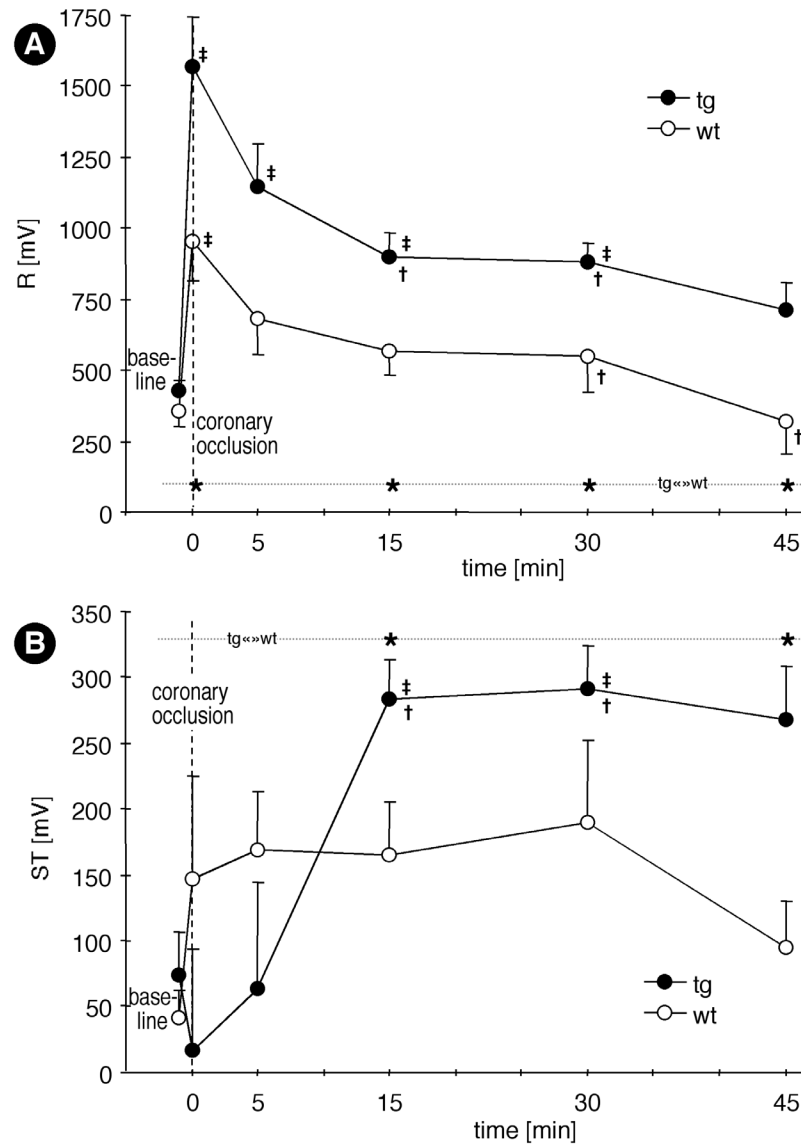 A
1750
1500
1250
1000
750
500
250
0
R [mV]
‡
‡
‡
†
‡
†
‡
†
†
tg
wt
base-
line
coronary
occlusion
* * * tg«»wt *
0 5 15 30 45
time [min]
B
350
300
250
200
150
100
50
0
ST [mV]
tg«»wt * *
coronary
occlusion
‡
†
‡
†
base-
line
tg
wt
0 5 15 30 45
time [min]